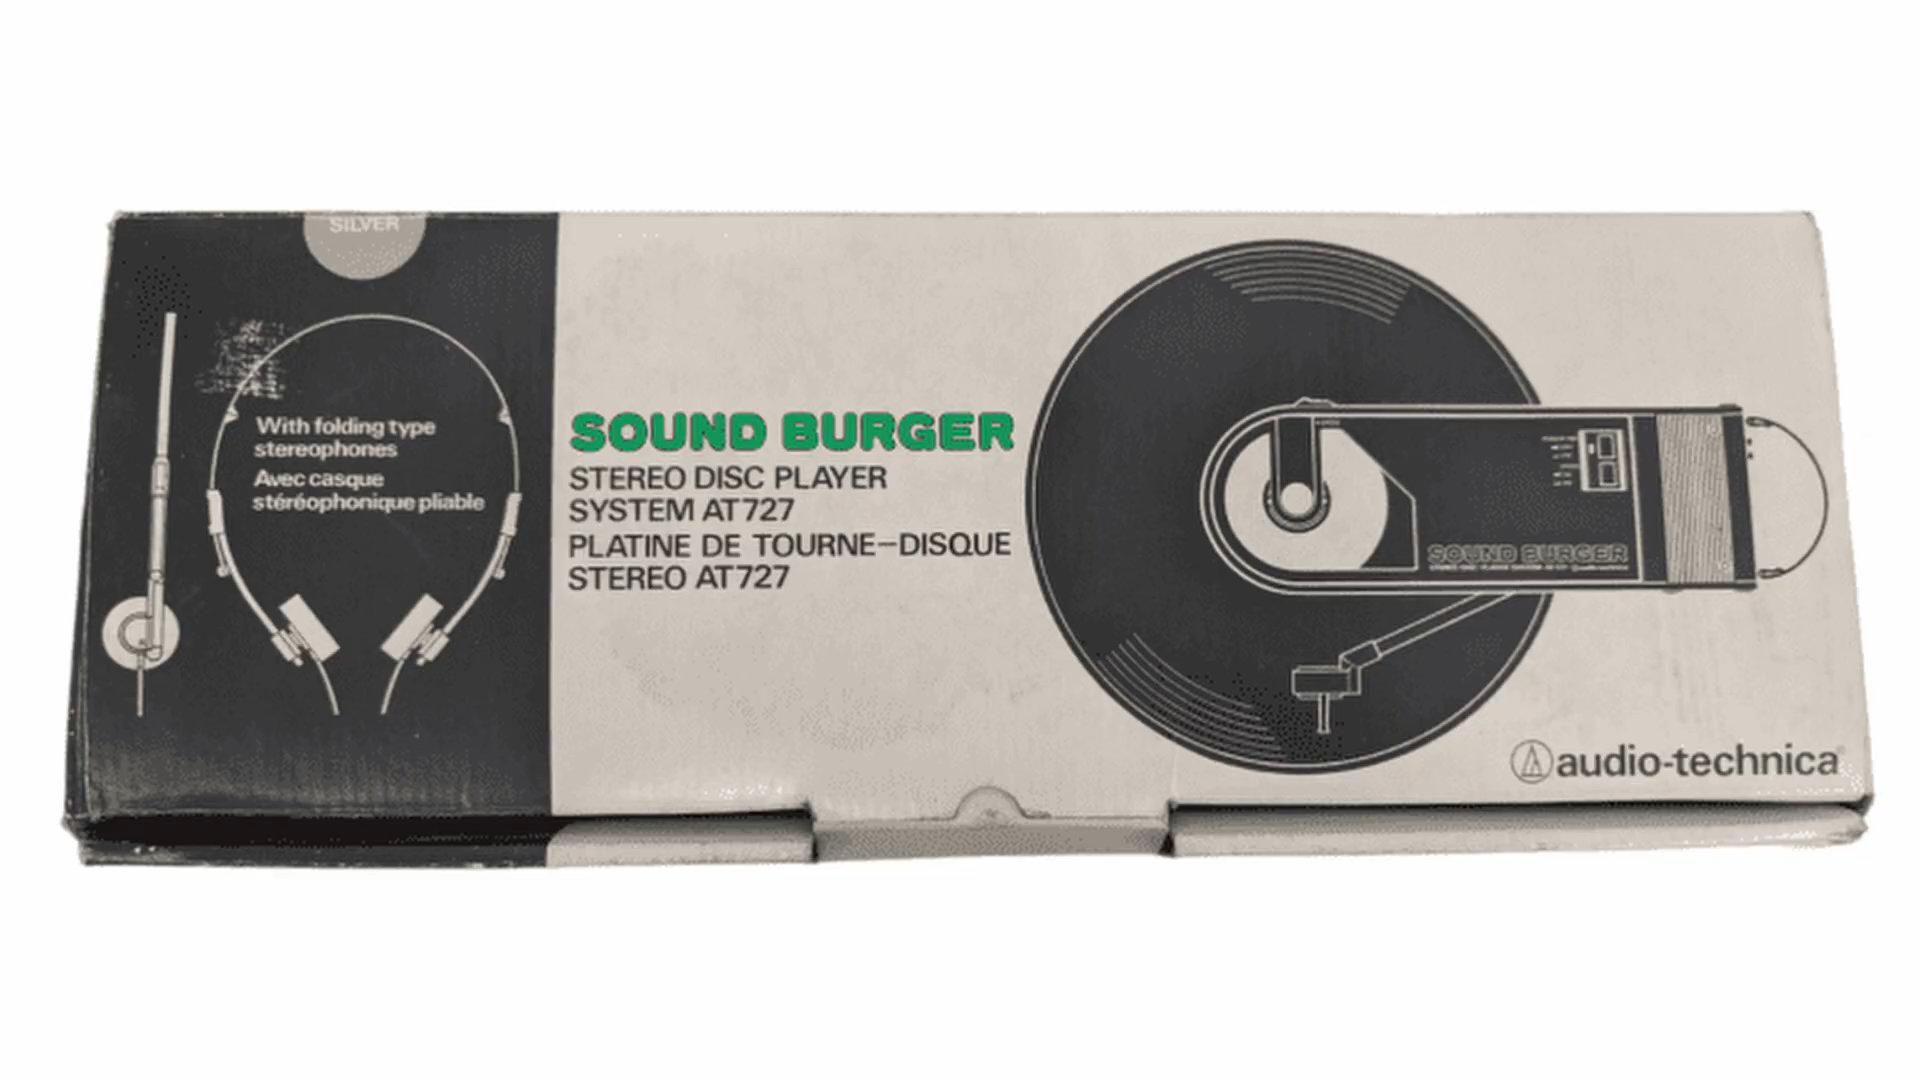 SILVER
With folding type
stereophones
Avec casque
stéréophonique pliable
SOUND BURGER
STEREO DISC PLAYER
SYSTEM AT727
PLATINE DE TOURNE-DISQUE
STEREO AT727
SOUND BURGER
audio-technica